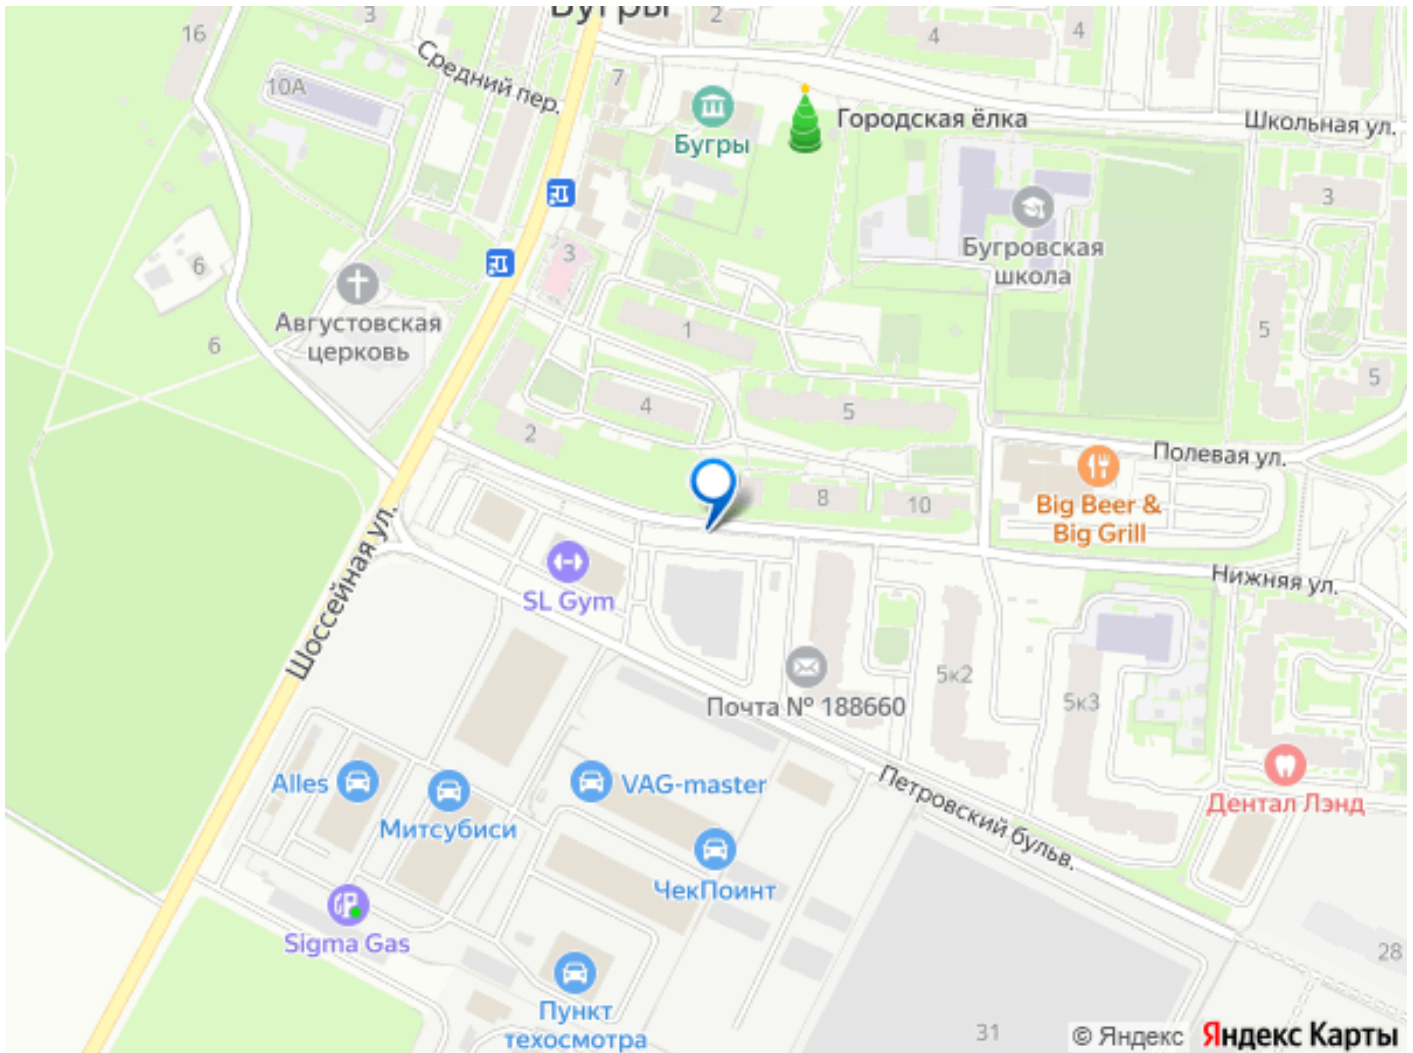 Бугры
16
3
2
4
4
Средний пер.
10А
7
Бугры
Городская ёлка
Школьная ул.
3
Бугровская
школа
6
3
Августовская
церковь
6
1
5
5
4
5
2
Полевая ул.
8
10
Big Beer &
Big Grill
Шоссейная ул.
SL Gym
Нижняя ул.
5к2
5к3
Почта № 188660
Alles
VAG-master
Митсубиси
Петровский бульв.
Дентал Лэнд
ЧекПоинт
Sigma Gas
28
Пункт
техосмотра
31
© Яндекс Яндекс Карты